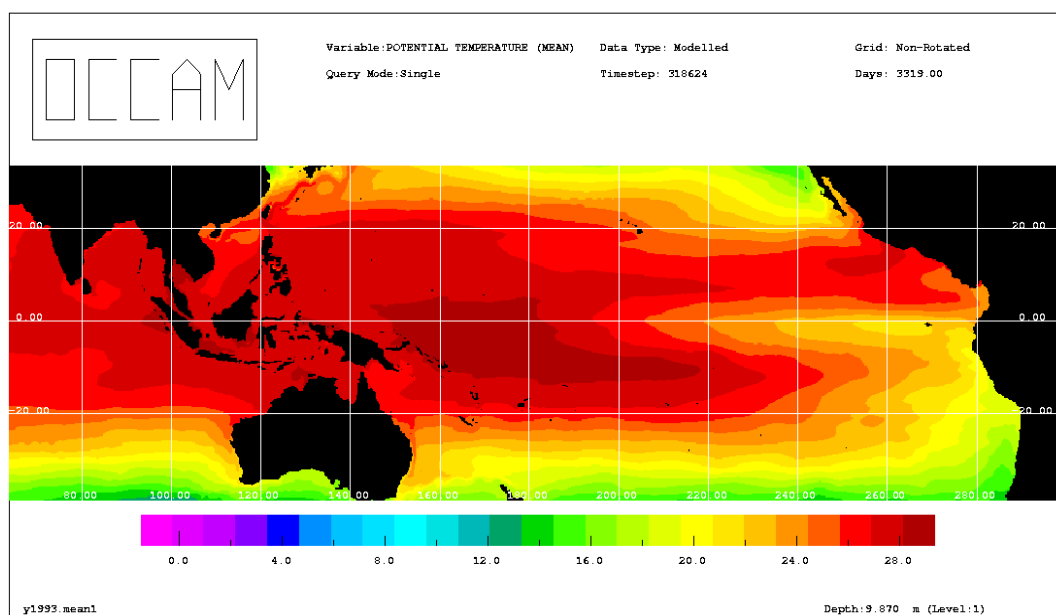 OCCAM
Variable:POTENTIAL TEMPERATURE (MEAN) Data Type: Modelled Grid: Non-Rotated
Query Mode:Single Timestep: 318624 Days: 3319.00
20.00 20.00
0.00 0.00
-20.00 -20.00
80.00 100.00 120.00 140.00 160.00 180.00 200.00 220.00 240.00 260.00 280.00
0.0 4.0 8.0 12.0 16.0 20.0 24.0 28.0
y1993.mean1 Depth:9.870 m (Level:1)